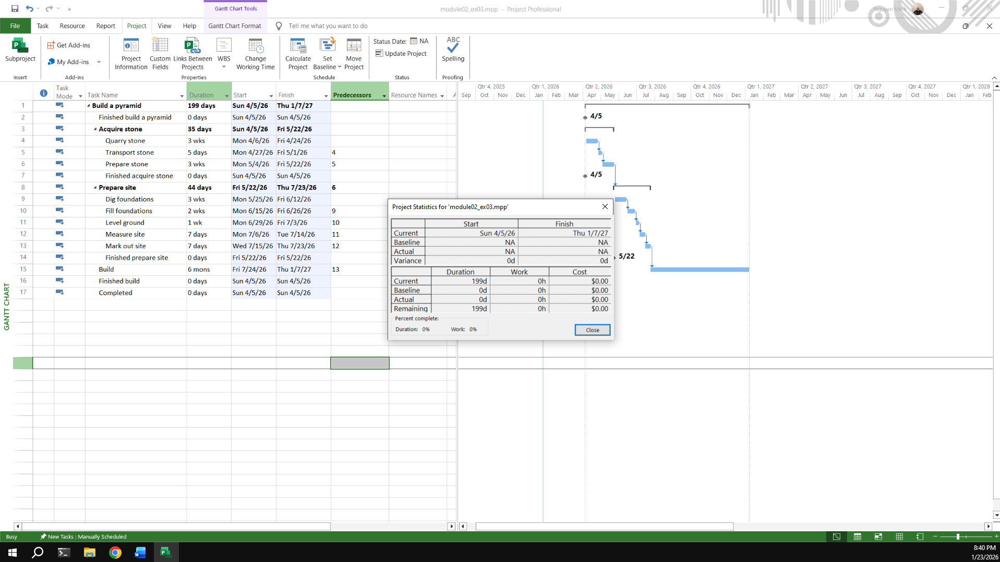 Gantt Chart Tools
module02_ex03.mpp - Project Professional
Nguyen Minh
File Task Resource Report Project View Help Gantt Chart Format Tell me what you want to do
Subproject
Get Add-ins
My Add-ins
Project Information
Custom Fields
Links Between Projects
WBS
Change Working Time
Calculate Project
Set Baseline
Move Project
Status Date: NA
Update Project
ABC
Spelling
Insert Add-ins Properties Schedule Status Proofing
Task Mode Task Name Duration Start Finish Predecessors Resource Names A
Qtr 4, 2025 Qtr 1, 2026 Qtr 2, 2026 Qtr 3, 2026 Qtr 4, 2026 Qtr 1, 2027 Qtr 2, 2027 Qtr 3, 2027 Qtr 4, 2027 Qtr 1, 2028
Sep Oct Nov Dec Jan Feb Mar Apr May Jun Jul Aug Sep Oct Nov Dec Jan Feb Mar Apr May Jun Jul Aug Sep Oct Nov Dec Jan Feb
1 Build a pyramid 199 days Sun 4/5/26 Thu 1/7/27
2 Finished build a pyramid 0 days Sun 4/5/26 Sun 4/5/26 4/5
3 Acquire stone 35 days Sun 4/5/26 Fri 5/22/26
4 Quarry stone 3 wks Mon 4/6/26 Fri 4/24/26
5 Transport stone 5 days Mon 4/27/26 Fri 5/1/26 4
6 Prepare stone 3 wks Mon 5/4/26 Fri 5/22/26 5
7 Finished acquire stone 0 days Sun 4/5/26 Sun 4/5/26 4/5
8 Prepare site 44 days Fri 5/22/26 Thu 7/23/26 6
9 Dig foundations 3 wks Mon 5/25/26 Fri 6/12/26
10 Fill foundations 2 wks Mon 6/15/26 Fri 6/26/26 9
11 Level ground 1 wk Mon 6/29/26 Fri 7/3/26 10
12 Measure site 7 days Mon 7/6/26 Tue 7/14/26 11
13 Mark out site 7 days Wed 7/15/26 Thu 7/23/26 12
14 Finished prepare site 0 days Fri 5/22/26 Fri 5/22/26 5/22
15 Build 6 mons Fri 7/24/26 Thu 1/7/27 13
16 Finished build 0 days Sun 4/5/26 Sun 4/5/26
17 Completed 0 days Sun 4/5/26 Sun 4/5/26
GANTT CHART
Project Statistics for 'module02_ex03.mpp'
Start Finish
Current Sun 4/5/26 Thu 1/7/27
Baseline NA NA
Actual NA NA
Variance 0d 0d
Duration Work Cost
Current 199d 0h $0.00
Baseline 0d 0h $0.00
Actual 0d 0h $0.00
Remaining 199d 0h $0.00
Percent complete:
Duration: 0% Work: 0%
Close
Busy New Tasks : Manually Scheduled
8:40 PM
1/23/2026